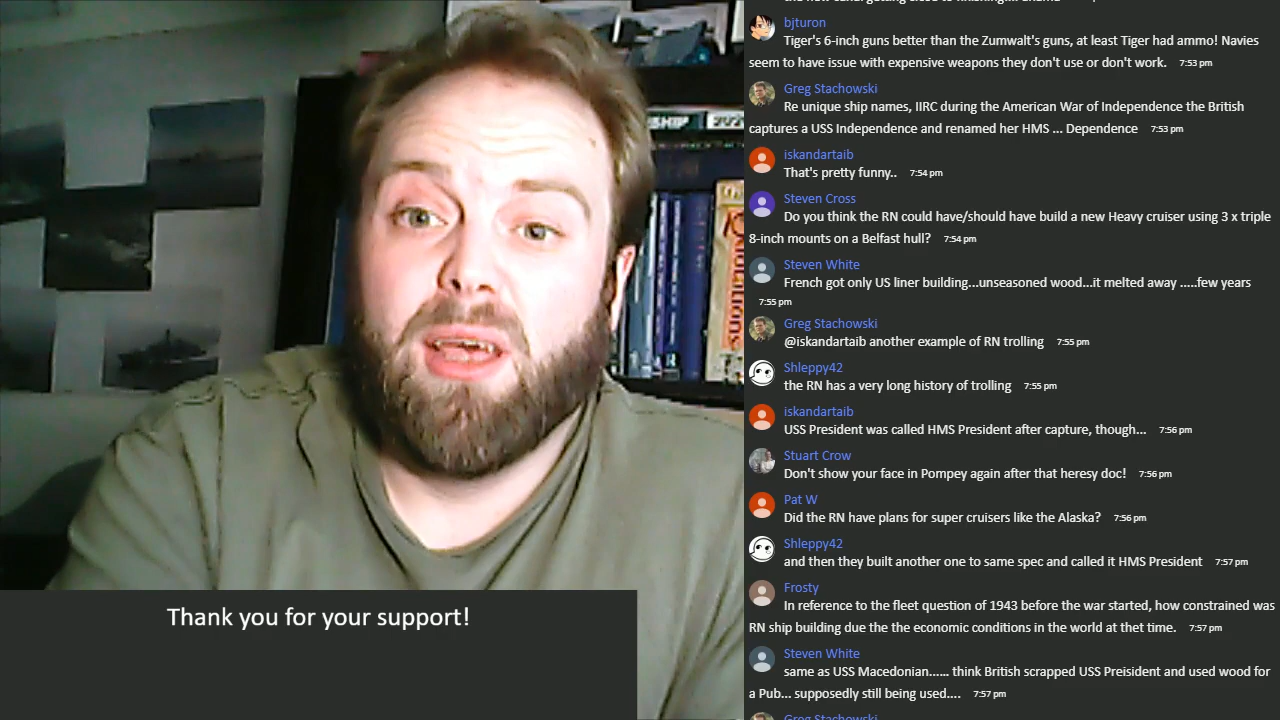 bjturon
Tiger's 6-inch guns better than the Zumwalt's guns, at least Tiger had ammo! Navies
seem to have issue with expensive weapons they don't use or don't work. 7:53 pm
Greg Stachowski
Re unique ship names, IIRC during the American War of Independence the British
captures a USS Independence and renamed her HMS ... Dependence 7:53 pm
iskandartaib
That's pretty funny.. 7:54 pm
Steven Cross
Do you think the RN could have/should have build a new Heavy cruiser using 3 x triple
8-inch mounts on a Belfast hull? 7:54 pm
Steven White
French got only US liner building...unseasoned wood...it melted away .....few years
7:55 pm
Greg Stachowski
@iskandartaib another example of RN trolling 7:55 pm
Shleppy42
the RN has a very long history of trolling 7:55 pm
iskandartaib
USS President was called HMS President after capture, though... 7:56 pm
Stuart Crow
Don't show your face in Pompey again after that heresy doc! 7:56 pm
Pat W
Did the RN have plans for super cruisers like the Alaska? 7:56 pm
Shleppy42
and then they built another one to same spec and called it HMS President 7:57 pm
Frosty
In reference to the fleet question of 1943 before the war started, how constrained was
RN ship building due the the economic conditions in the world at thet time. 7:57 pm
Steven White
same as USS Macedonian...... think British scrapped USS Preisident and used wood for
a Pub... supposedly still being used.... 7:57 pm
Greg Stachowski
Thank you for your support!